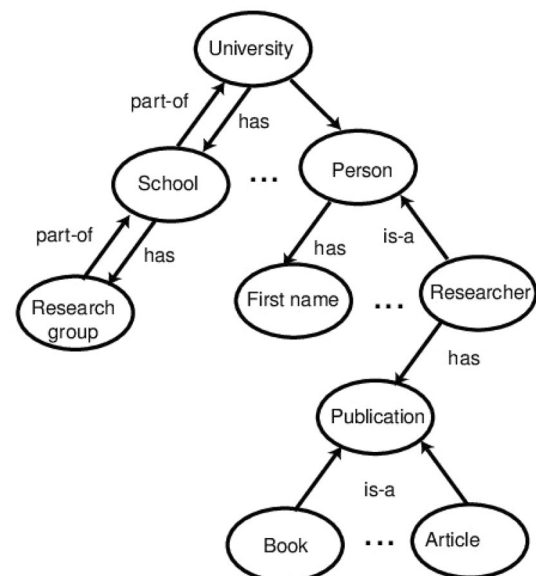 University
part-of
has
School
...
Person
part-of
has
has
is-a
Research
group
First name
...
Researcher
has
Publication
is-a
Book
...
Article